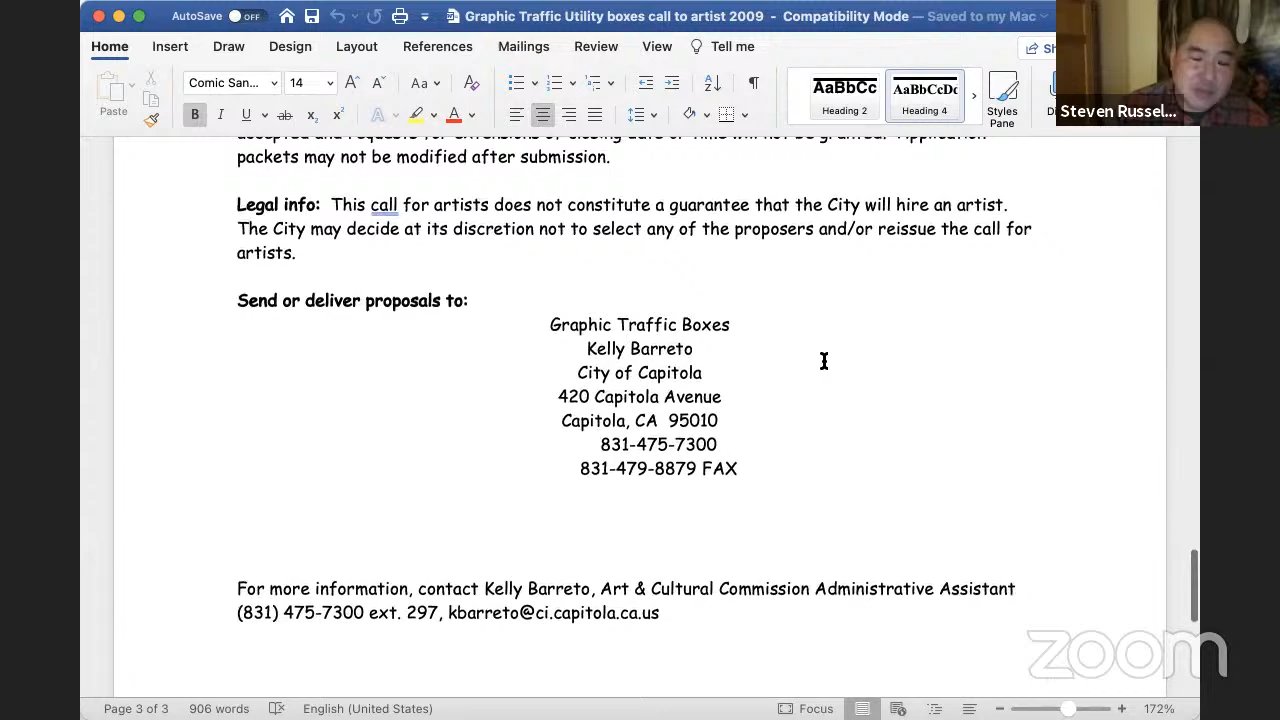 AutoSave OFF Graphic Traffic Utility boxes call to artist 2009 - Compatibility Mode — Saved to my Mac
Home Insert Draw Design Layout References Mailings Review View Tell me Sh
Paste Comic San... 14 Aa A B I U ab x₂ x² A A AaBbCc Heading 2 AaBbCcDc Heading 4 Styles Pane
Steven Russel...
packets may not be modified after submission.
Legal info: This call for artists does not constitute a guarantee that the City will hire an artist.
The City may decide at its discretion not to select any of the proposers and/or reissue the call for
artists.
Send or deliver proposals to:
Graphic Traffic Boxes
Kelly Barreto
City of Capitola
420 Capitola Avenue
Capitola, CA 95010
831-475-7300
831-479-8879 FAX
For more information, contact Kelly Barreto, Art & Cultural Commission Administrative Assistant
(831) 475-7300 ext. 297, kbarreto@ci.capitola.ca.us
zoom
Page 3 of 3 906 words English (United States) Focus 172%